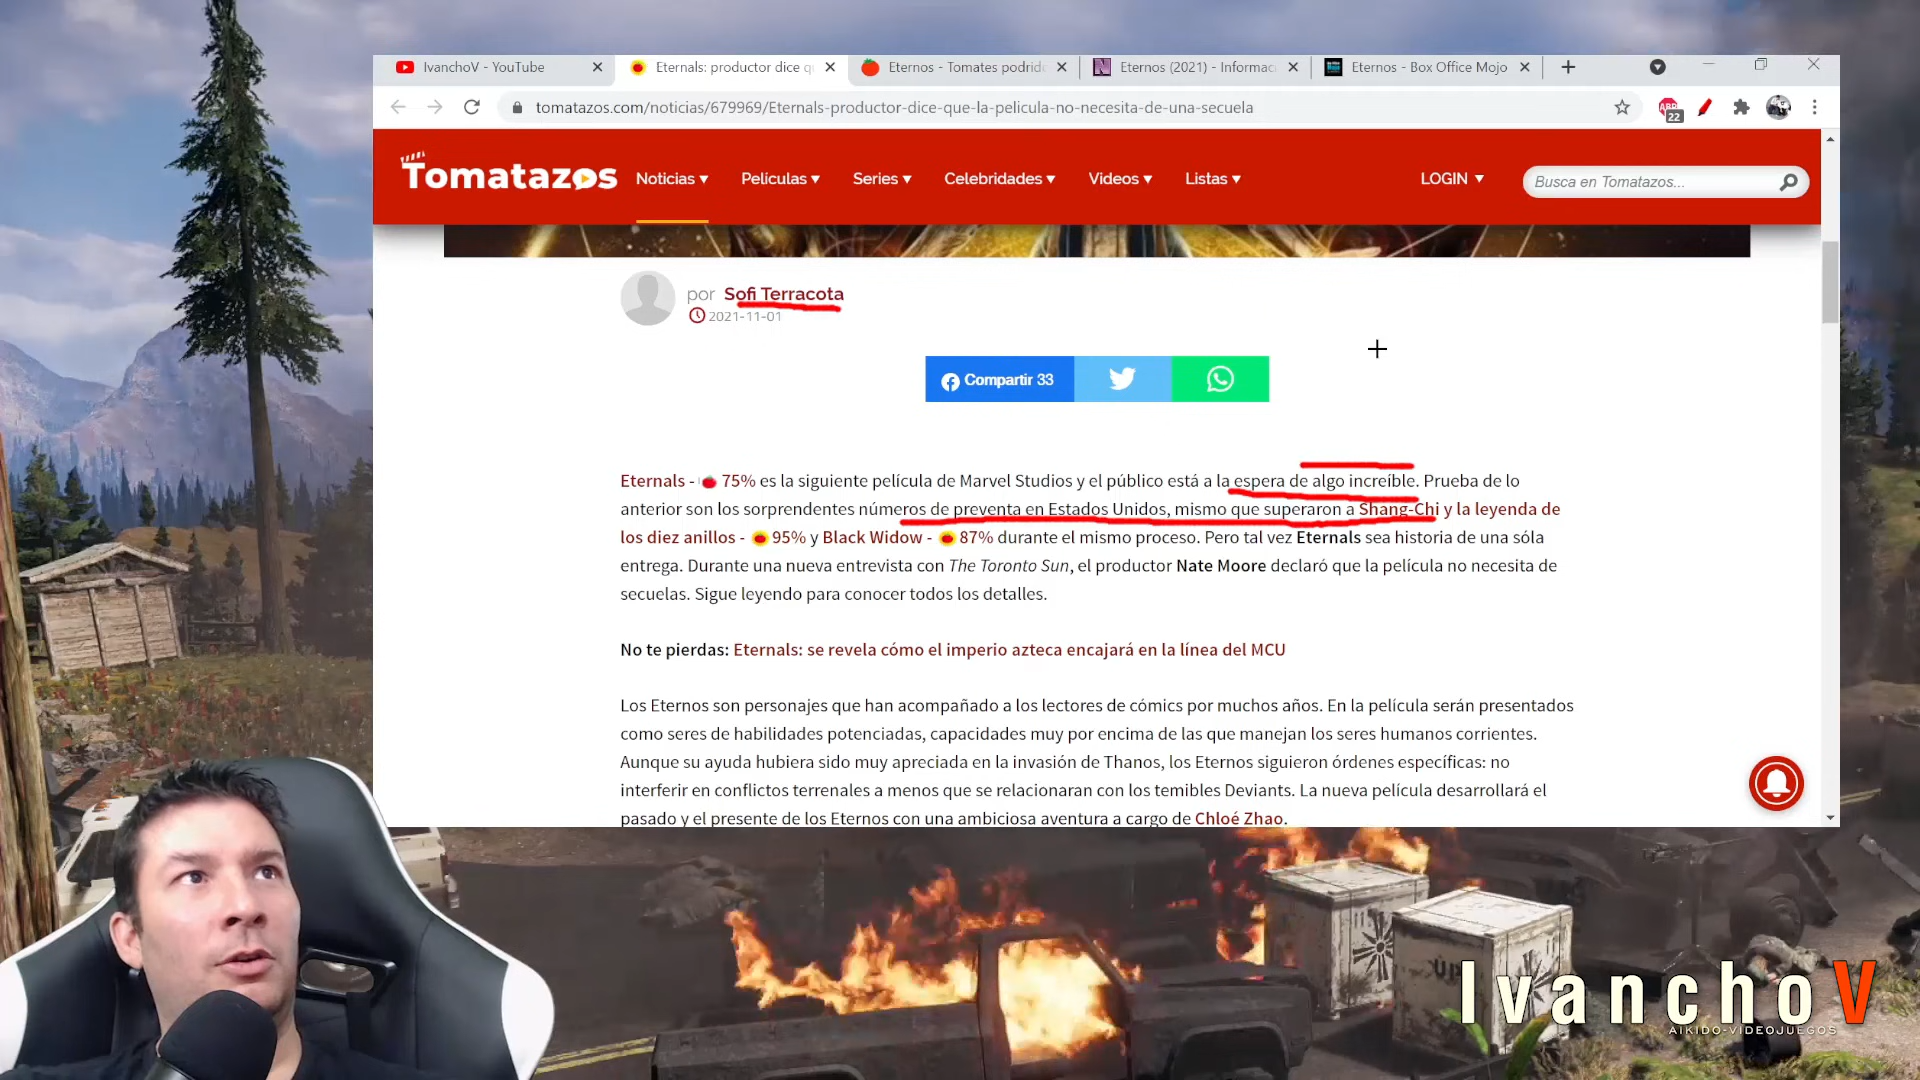 IvanchoV - YouTube
Eternals: productor dice qu
Eternos - Tomates podrido
Eternos (2021) - Informaci
Eternos - Box Office Mojo
tomatazos.com/noticias/679969/Eternals-productor-dice-que-la-pelicula-no-necesita-de-una-secuela
ABP
22
Tomatazos
Noticias
Películas
Series
Celebridades
Videos
Listas
LOGIN
Busca en Tomatazos...
por Sofi Terracota
2021-11-01
Compartir 33
Eternals - 75% es la siguiente película de Marvel Studios y el público está a la espera de algo increíble. Prueba de lo
anterior son los sorprendentes números de preventa en Estados Unidos, mismo que superaron a Shang-Chi y la leyenda de
los diez anillos - 95% y Black Widow - 87% durante el mismo proceso. Pero tal vez Eternals sea historia de una sóla
entrega. Durante una nueva entrevista con The Toronto Sun, el productor Nate Moore declaró que la película no necesita de
secuelas. Sigue leyendo para conocer todos los detalles.
No te pierdas: Eternals: se revela cómo el imperio azteca encajará en la línea del MCU
Los Eternos son personajes que han acompañado a los lectores de cómics por muchos años. En la película serán presentados
como seres de habilidades potenciadas, capacidades muy por encima de las que manejan los seres humanos corrientes.
Aunque su ayuda hubiera sido muy apreciada en la invasión de Thanos, los Eternos siguieron órdenes específicas: no
interferir en conflictos terrenales a menos que se relacionaran con los temibles Deviants. La nueva película desarrollará el
pasado y el presente de los Eternos con una ambiciosa aventura a cargo de Chloé Zhao.
IvanchoV
AIKIDO-VIDEOJUEGOS